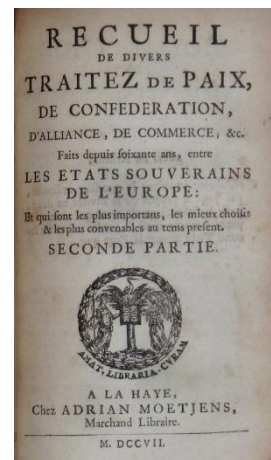 RECUEIL
DE DIVERS
TRAITEZ DE PAIX,
DE CONFEDERATION,
D'ALLIANCE, DE COMMERCE, &c.
Faits depuis ſoixante ans, entre
LES ETATS SOUVERAINS
DE L'EUROPE:
Et qui ſont les plus importans, les mieux choiſis
& les plus convenables au tems preſent.
SECONDE PARTIE.
AMAT. LIBRARIA. CURAM
A LA HAYE,
Chez ADRIAN MOETJENS,
Marchand Libraire.
M. DCCVII.